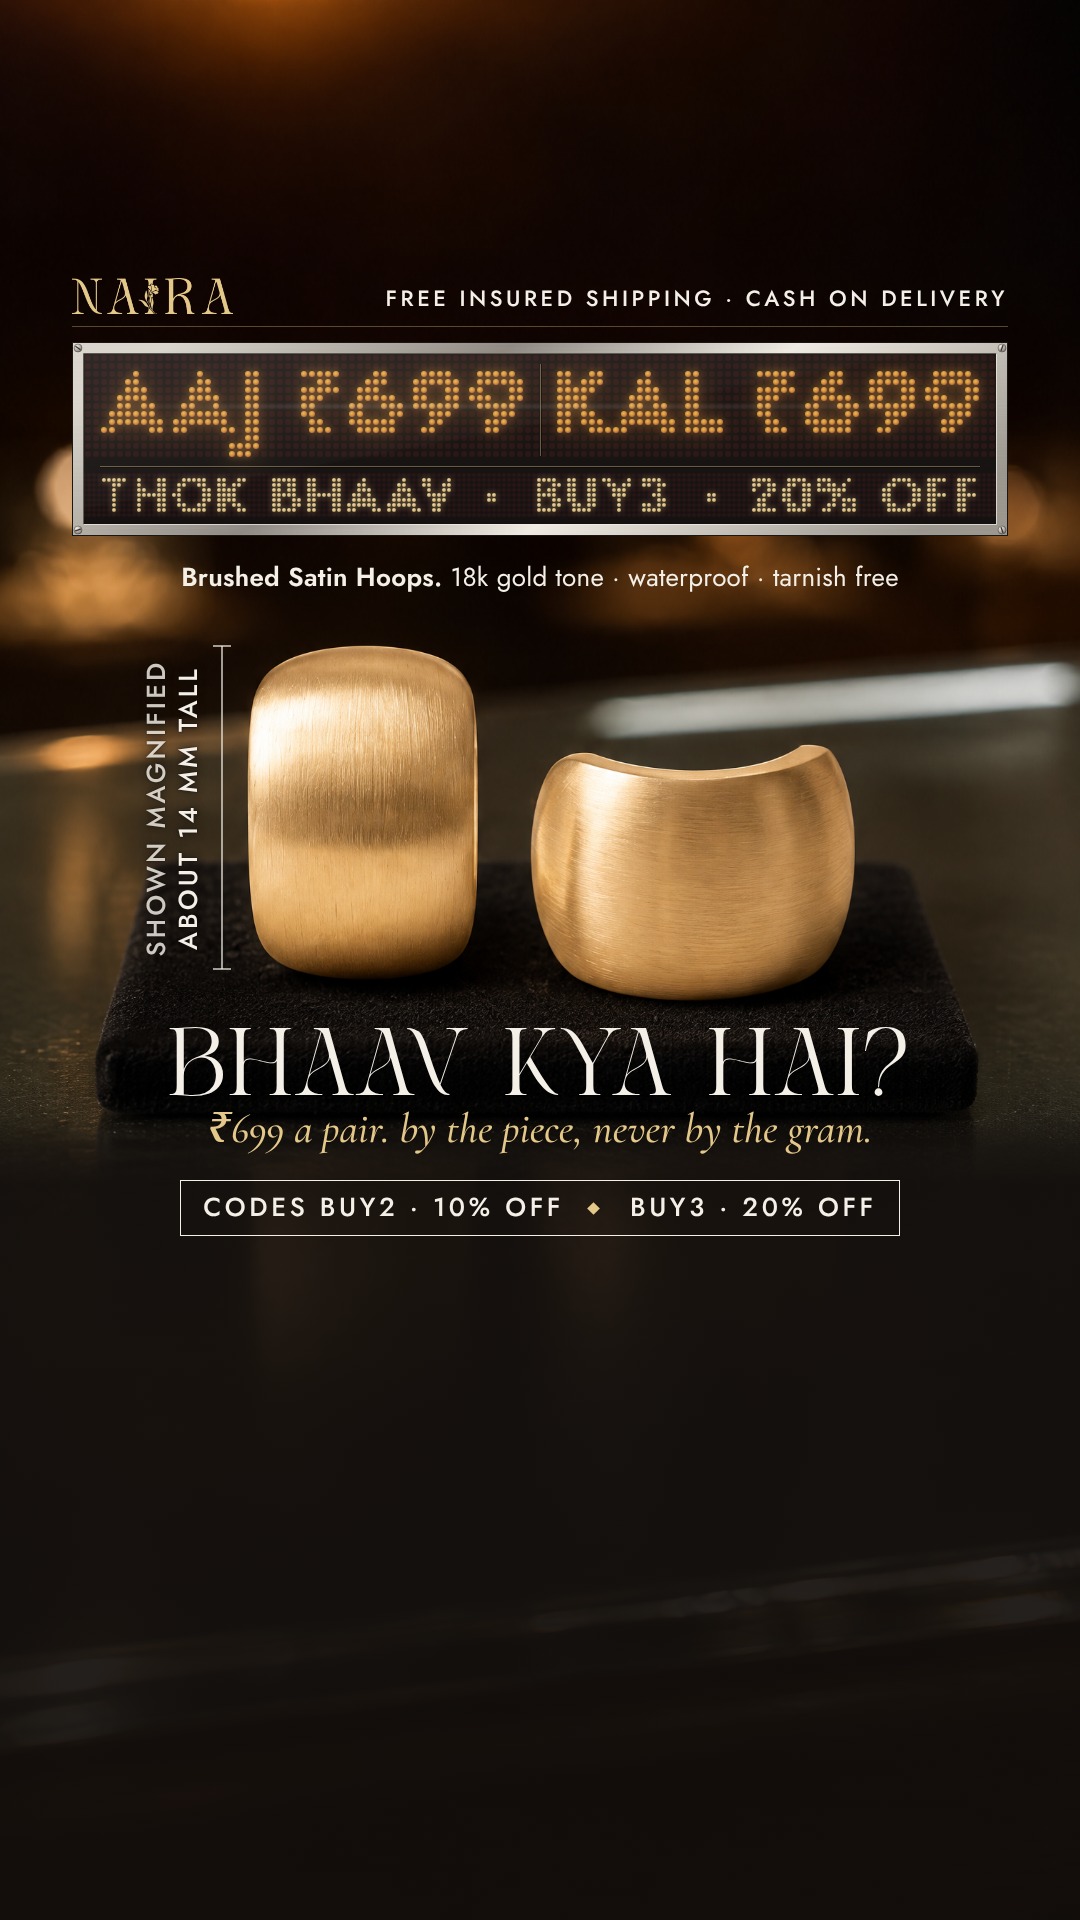 NAIRA
FREE INSURED SHIPPING · CASH ON DELIVERY
AAJ ₹699 KAL ₹699
THOK BHAAV · BUY3 · 20% OFF
Brushed Satin Hoops. 18k gold tone · waterproof · tarnish free
SHOWN MAGNIFIED
ABOUT 14 MM TALL
BHAAV KYA HAI?
₹699 a pair. by the piece, never by the gram.
CODES BUY2 · 10% OFF ◆ BUY3 · 20% OFF